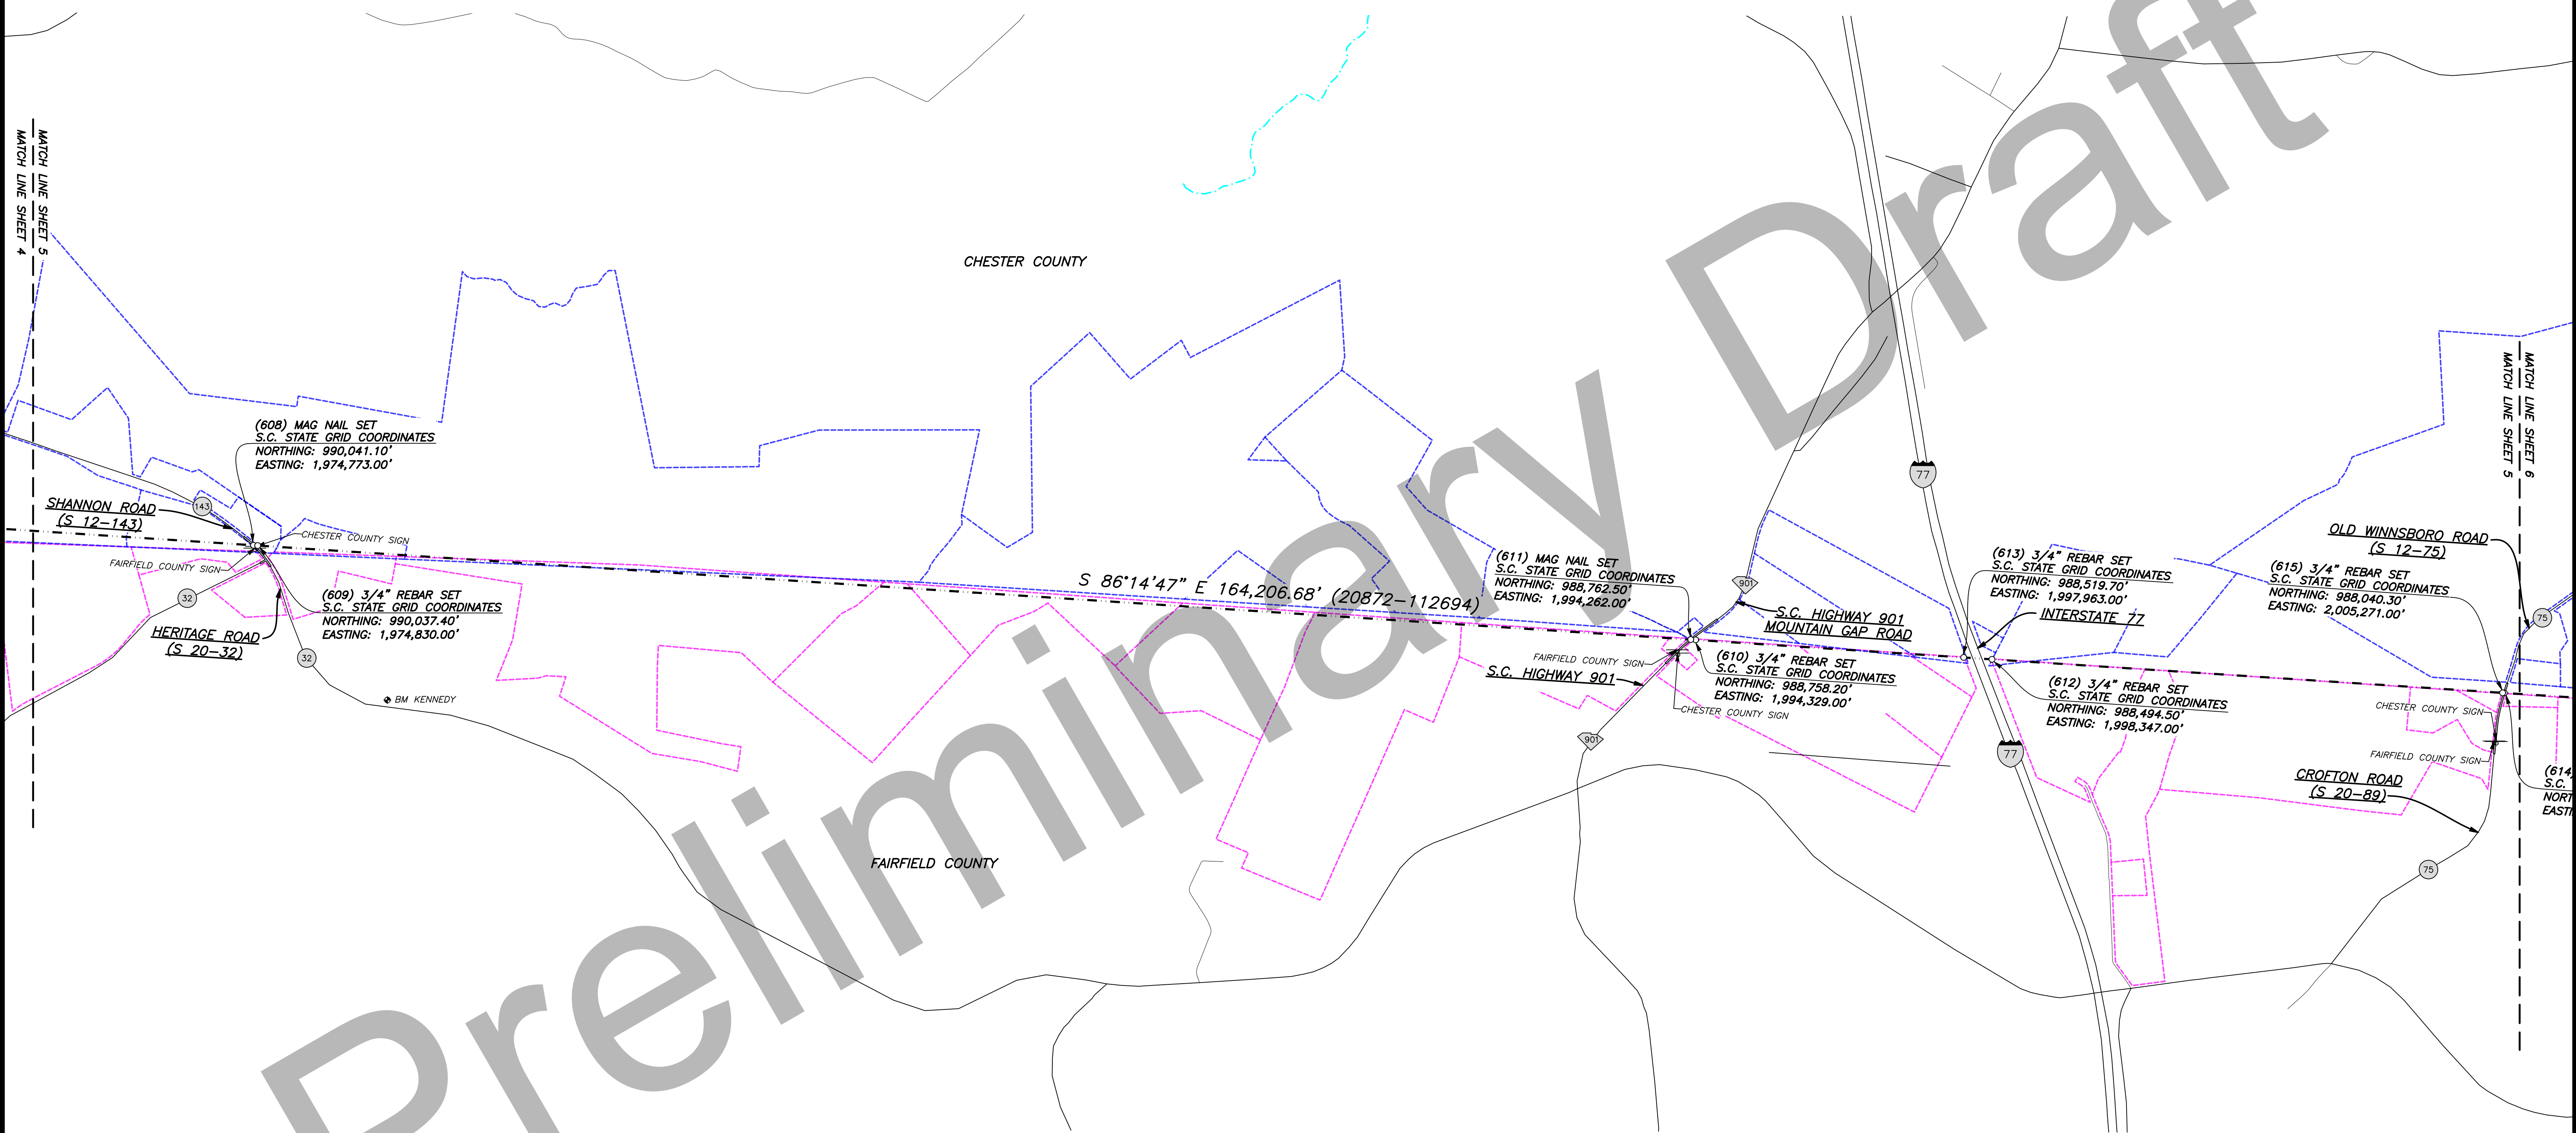 MATCH LINE SHEET 5
MATCH LINE SHEET 4
CHESTER COUNTY
(608) MAG NAIL SET
S.C. STATE GRID COORDINATES
NORTHING: 990,041.10'
EASTING: 1,974,773.00'
143
SHANNON ROAD
(S 12-143)
CHESTER COUNTY SIGN
FAIRFIELD COUNTY SIGN
32
(609) 3/4" REBAR SET
S.C. STATE GRID COORDINATES
NORTHING: 990,037.40'
EASTING: 1,974,830.00'
HERITAGE ROAD
(S 20-32)
32
BM KENNEDY
S 86°14'47" E 164,206.68' (20872-112694)
FAIRFIELD COUNTY
(611) MAG NAIL SET
S.C. STATE GRID COORDINATES
NORTHING: 988,762.50'
EASTING: 1,994,262.00'
901
S.C. HIGHWAY 901
MOUNTAIN GAP ROAD
FAIRFIELD COUNTY SIGN
S.C. HIGHWAY 901
(610) 3/4" REBAR SET
S.C. STATE GRID COORDINATES
NORTHING: 988,758.20'
EASTING: 1,994,329.00'
CHESTER COUNTY SIGN
901
77
(613) 3/4" REBAR SET
S.C. STATE GRID COORDINATES
NORTHING: 988,519.70'
EASTING: 1,997,963.00'
INTERSTATE 77
(612) 3/4" REBAR SET
S.C. STATE GRID COORDINATES
NORTHING: 988,494.50'
EASTING: 1,998,347.00'
77
MATCH LINE SHEET 6
MATCH LINE SHEET 5
OLD WINNSBORO ROAD
(S 12-75)
(615) 3/4" REBAR SET
S.C. STATE GRID COORDINATES
NORTHING: 988,040.30'
EASTING: 2,005,271.00'
75
CHESTER COUNTY SIGN
FAIRFIELD COUNTY SIGN
CROFTON ROAD
(S 20-89)
75
(614)
S.C.
Preliminary Draft